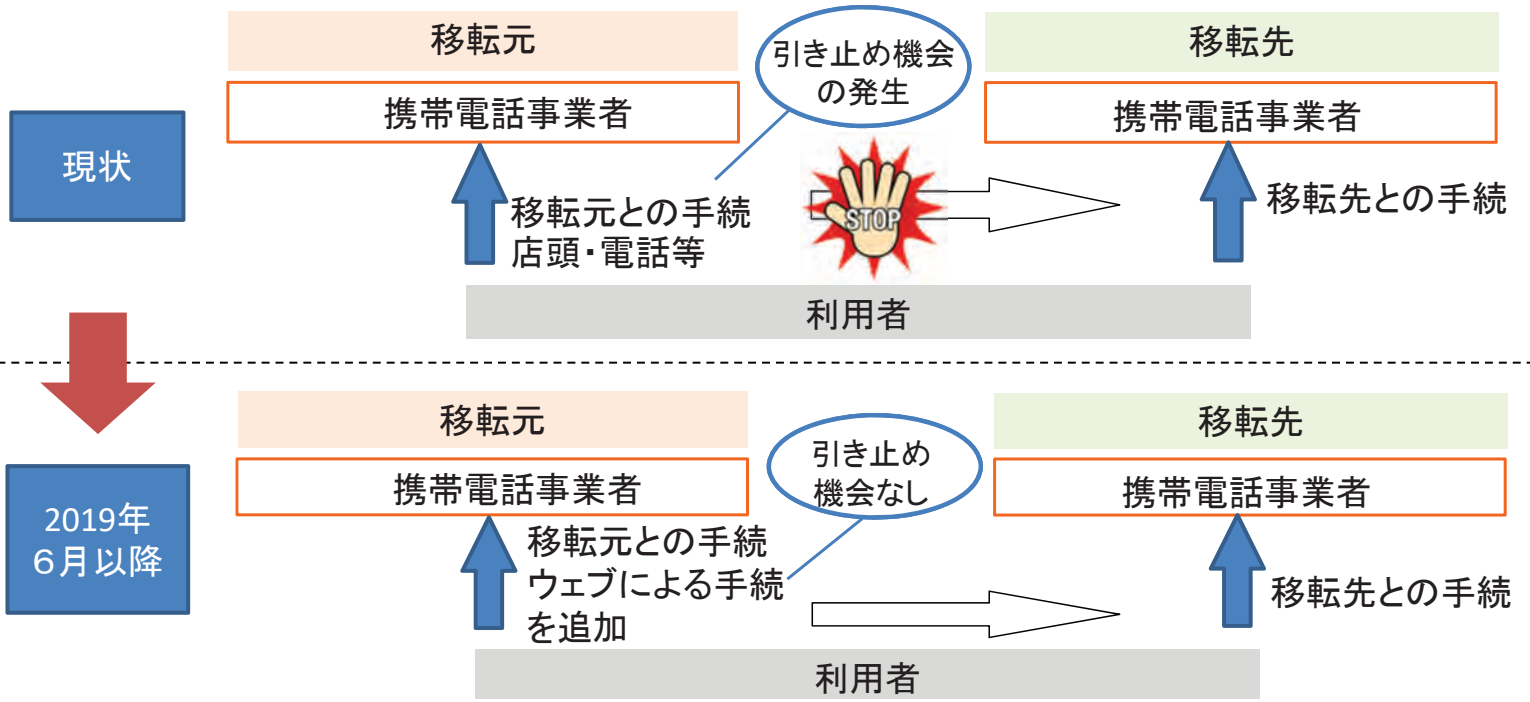 移転元
引き止め機会
の発生
移転先
携帯電話事業者
携帯電話事業者
現状
移転元との手続
店頭・電話等
STOP
移転先との手続
利用者
移転元
引き止め
機会なし
移転先
携帯電話事業者
携帯電話事業者
2019年
６月以降
移転元との手続
ウェブによる手続
を追加
移転先との手続
利用者